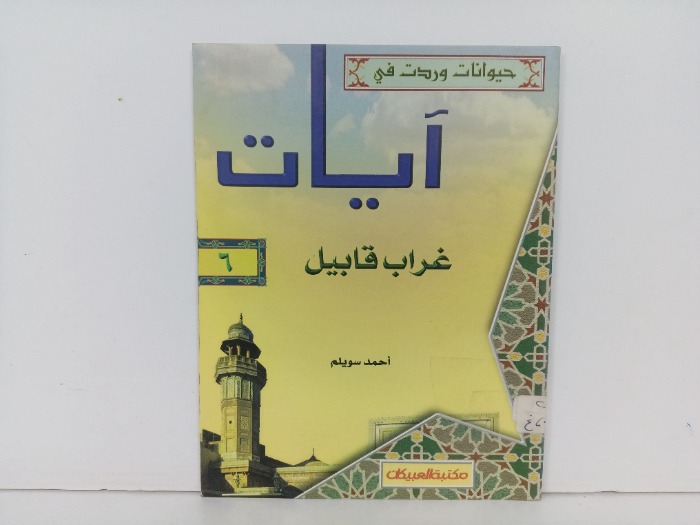 حيوانات وردت في
آيات
غراب قابيل
٦
أحمد سويلم
مكتبة العبيكان